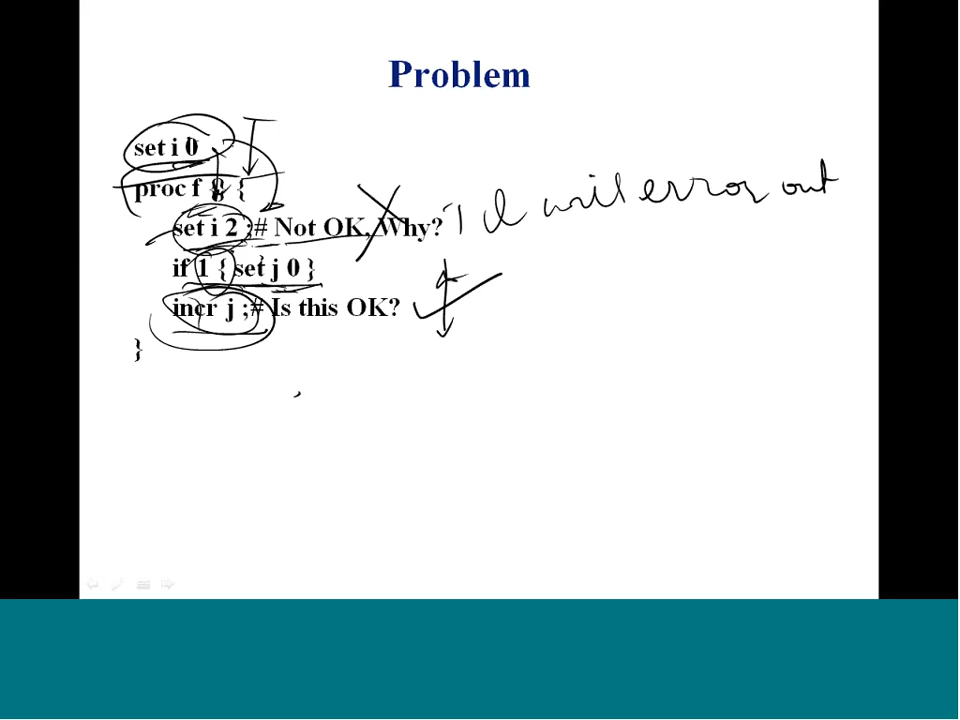 Problem
set i 0
proc f {} {
set i 2 ;# Not OK, Why? It will error out
if 1 { set j 0 }
incr j ;# Is this OK?
}